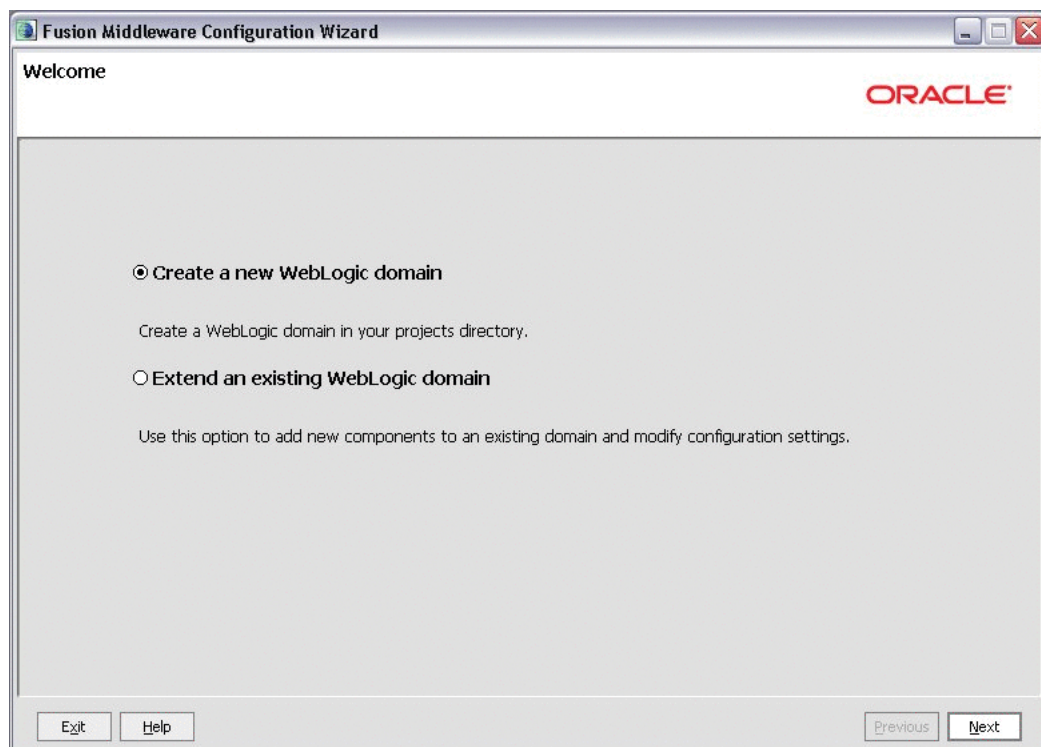 Fusion Middleware Configuration Wizard
Welcome
ORACLE
Create a new WebLogic domain
Create a WebLogic domain in your projects directory.
Extend an existing WebLogic domain
Use this option to add new components to an existing domain and modify configuration settings.
Exit Help Previous Next